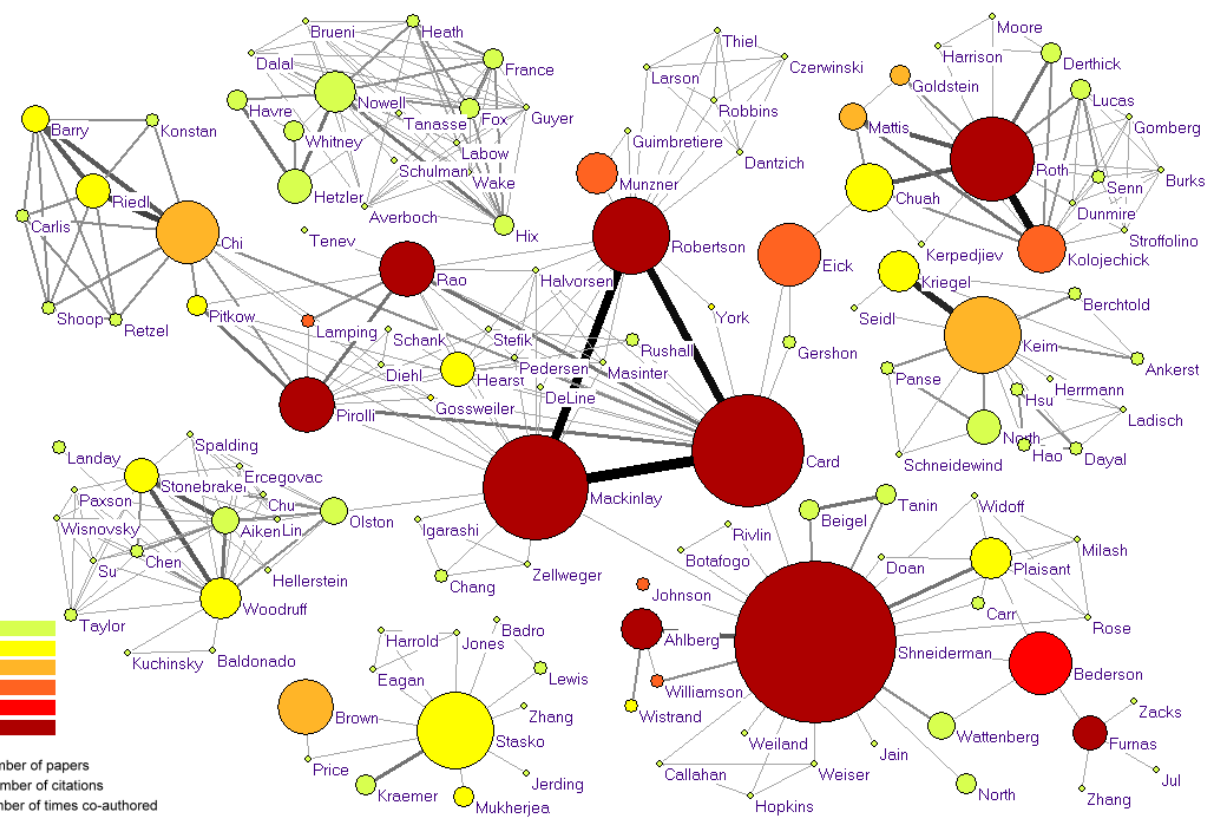 Brueni
Heath
Dalal
France
Havre
Nowell
Tanasse
Fox
Guyer
Whitney
Labow
Schulman
Wake
Hetzler
Averboch
Hix
Barry
Konstan
Riedl
Carlis
Chi
Shoop
Retzel
Pitkow
Tenev
Rao
Lamping
Pirolli
Thiel
Larson
Czerwinski
Robbins
Guimbretiere
Dantzich
Munzner
Robertson
Halvorsen
York
Schank
Stefik
Rushall
Diehl
Hearst
Pedersen
Masinter
DeLine
Gossweiler
Mackinlay
Card
Eick
Gershon
Moore
Harrison
Derthick
Goldstein
Lucas
Mattis
Gomberg
Roth
Chuah
Senn
Burks
Dunmire
Stroffolino
Kerpedjiev
Kolojechick
Kriegel
Berchtold
Seidl
Keim
Ankerst
Panse
Herrmann
Hsu
Ladisch
North
Hao
Dayal
Schneidewind
Spalding
Landay
Stonebraker
Ercegovac
Paxson
Chu
Wisnovsky
Aiken
Lin
Olston
Chen
Su
Hellerstein
Woodruff
Taylor
Kuchinsky
Baldonado
Igarashi
Chang
Zellweger
Rivlin
Botafogo
Beigel
Tanin
Widoff
Doan
Plaisant
Milash
Carr
Rose
Johnson
Ahlberg
Shneiderman
Williamson
Wistrand
Bederson
Zacks
Wattenberg
Furnas
Weiland
Jain
Callahan
Weiser
Hopkins
North
Jul
Zhang
Harrold
Jones
Badro
Eagan
Lewis
Brown
Zhang
Stasko
Price
Jerding
Kraemer
Mukherjea
mber of papers
mber of citations
mber of times co-authored